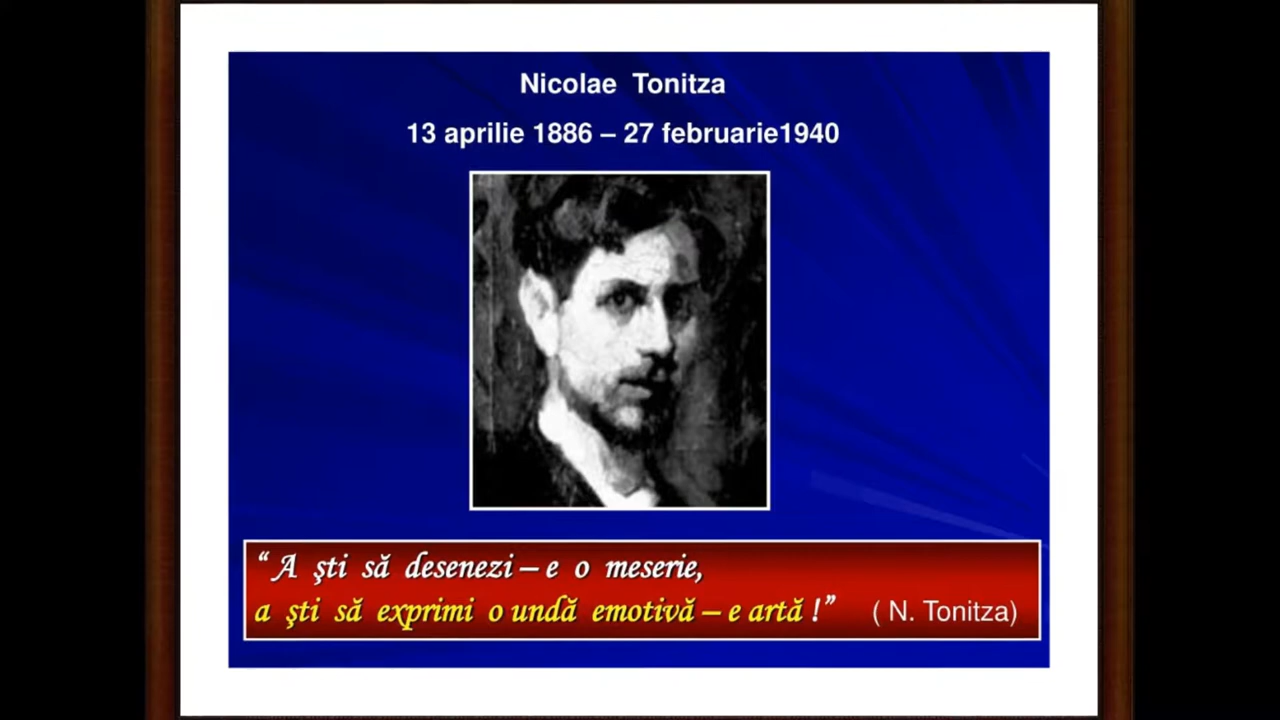 Nicolae Tonitza
13 aprilie 1886 – 27 februarie1940
“ A şti să desenezi – e o meserie,
a şti să exprimi o undă emotivă – e artă !” ( N. Tonitza)